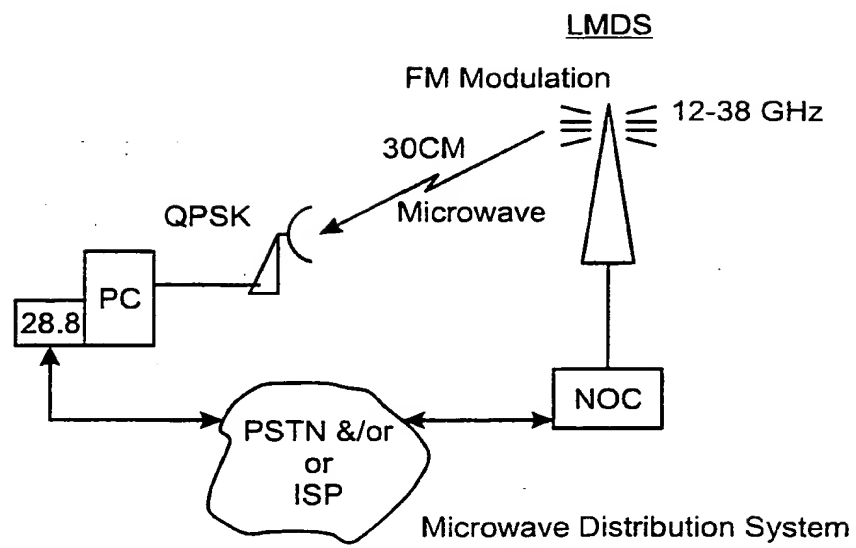 LMDS
FM Modulation
12-38 GHz
30CM
Microwave
QPSK
PC
28.8
NOC
PSTN &/or
or
ISP
Microwave Distribution System